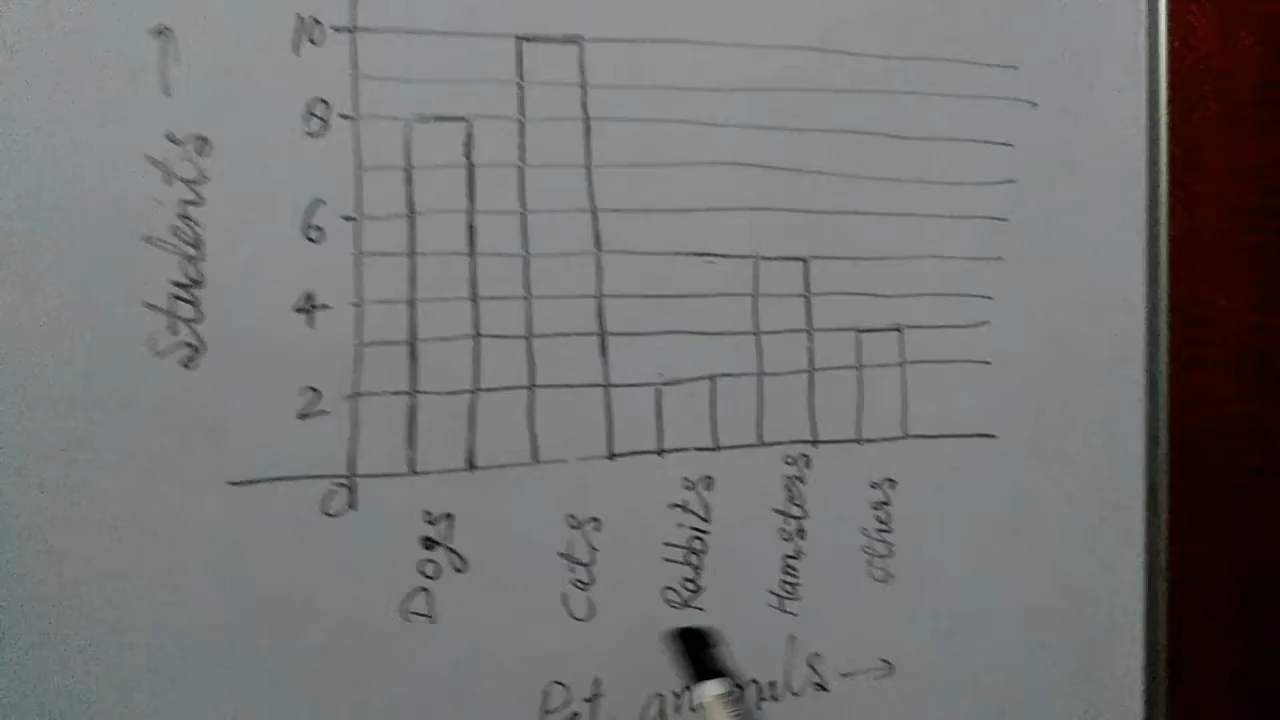 Students →
10
8
6
4
2
0
Dogs
Cats
Rabbits
Hamsters
Others
Pet animals →